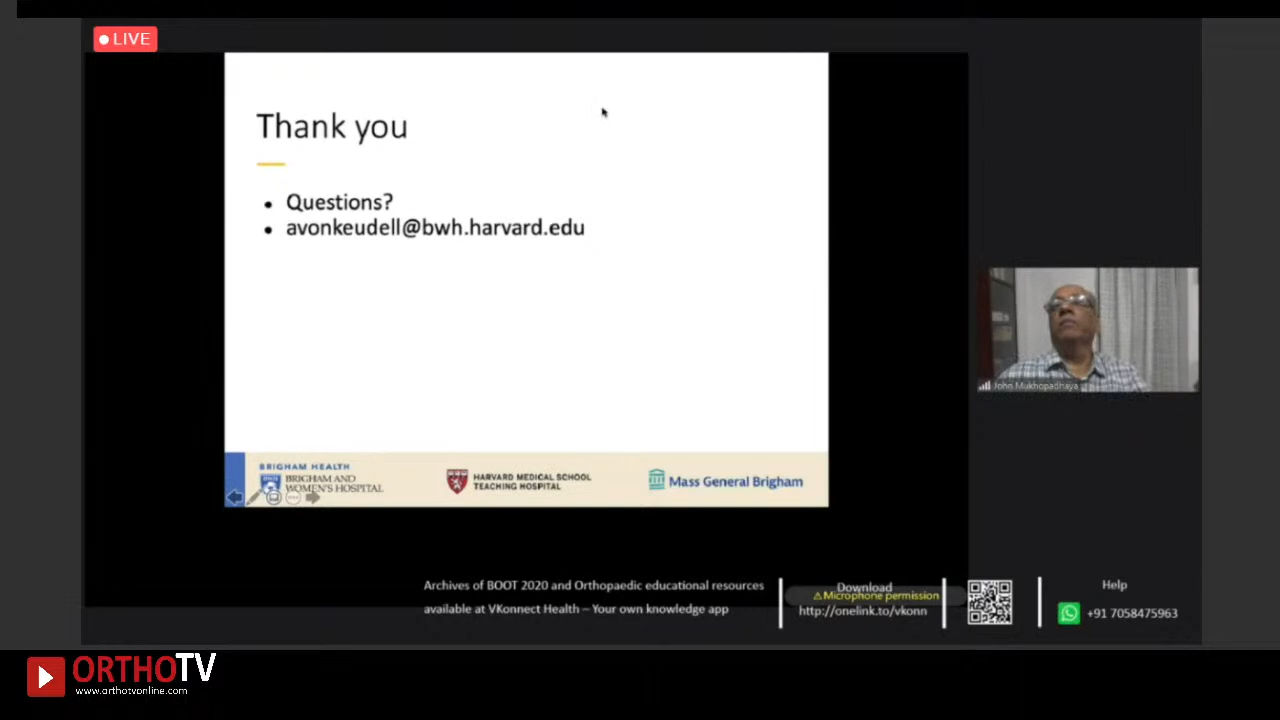 LIVE
Thank you
• Questions?
• avonkeudell@bwh.harvard.edu
BRIGHAM HEALTH
BRIGHAM AND
WOMEN'S HOSPITAL
HARVARD MEDICAL SCHOOL
TEACHING HOSPITAL
Mass General Brigham
John Mukhopadhaya
Archives of BOOT 2020 and Orthopaedic educational resources
available at VKonnect Health – Your own knowledge app
Download
⚠Microphone permission
http://onelink.to/vkonn
Help
+91 7058475963
ORTHOTV
www.orthotvonline.com